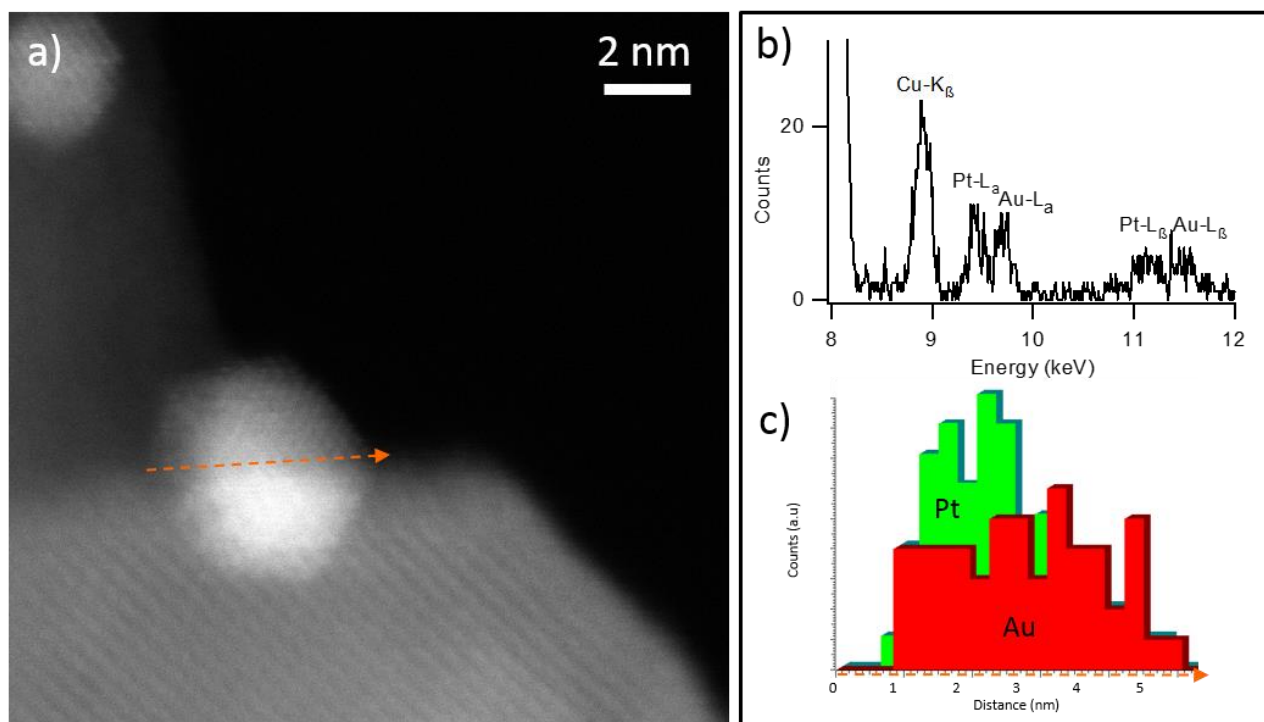 a)
2 nm
b)
Counts
20
0
Cu-Kß
Pt-La
Au-La
Pt-Lß
Au-Lß
8
9
10
11
12
Energy (keV)
c)
Counts (a.u)
Pt
Au
0
1
2
3
4
5
Distance (nm)